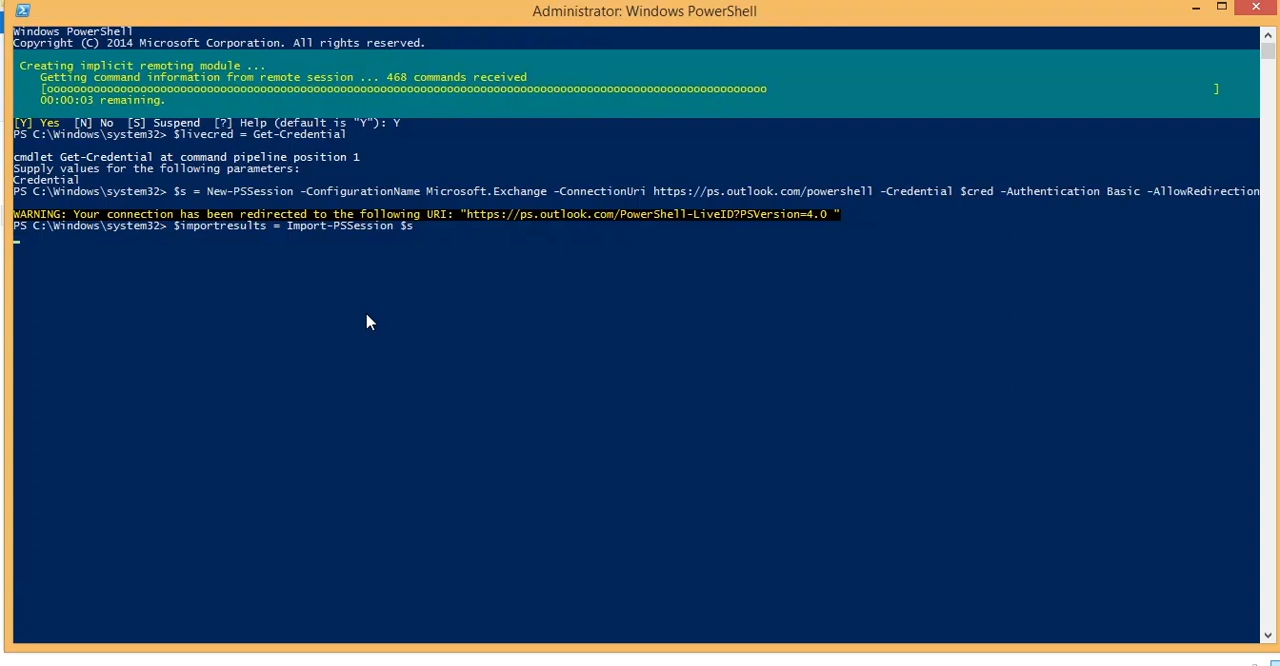 Administrator: Windows PowerShell
Windows PowerShell
Copyright (C) 2014 Microsoft Corporation. All rights reserved.
Creating implicit remoting module ...
Getting command information from remote session ... 468 commands received
[oooooooooooooooooooooooooooooooooooooooooooooooooooooooooooooooooooooooooooooooooooooooooooooooooooooooooooo ]
00:00:03 remaining.
[Y] Yes [N] No [S] Suspend [?] Help (default is "Y"): Y
PS C:\Windows\system32> $livecred = Get-Credential
cmdlet Get-Credential at command pipeline position 1
Supply values for the following parameters:
Credential
PS C:\Windows\system32> $s = New-PSSession -ConfigurationName Microsoft.Exchange -ConnectionUri https://ps.outlook.com/powershell -Credential $cred -Authentication Basic -AllowRedirection
WARNING: Your connection has been redirected to the following URI: "https://ps.outlook.com/PowerShell-LiveID?PSVersion=4.0 "
PS C:\Windows\system32> $importresults = Import-PSSession $s